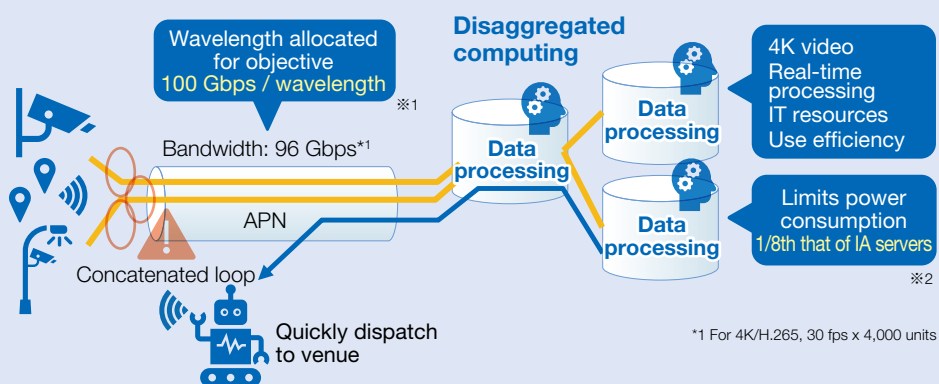 Wavelength allocated
for objective
100 Gbps / wavelength
※1
Bandwidth: 96 Gbps*1
APN
Concatenated loop
Quickly dispatch
to venue
Disaggregated
computing
Data
processing
Data
processing
Data
processing
4K video
Real-time
processing
IT resources
Use efficiency
Limits power
consumption
1/8th that of IA servers
※2
*1 For 4K/H.265, 30 fps x 4,000 units